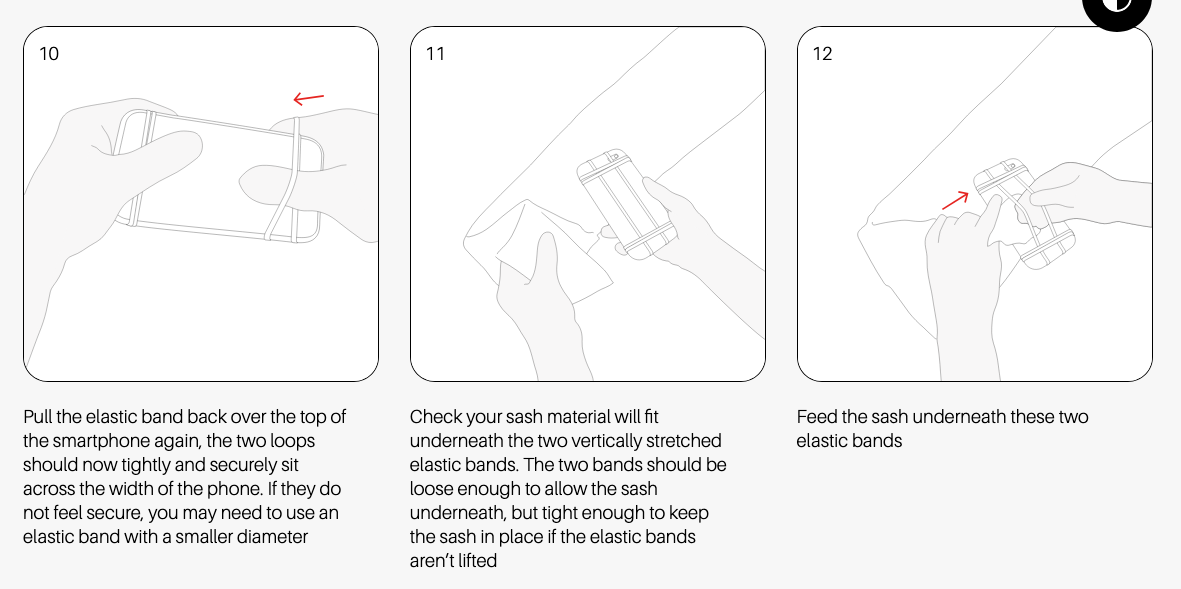 10
Pull the elastic band back over the top of
the smartphone again, the two loops
should now tightly and securely sit
across the width of the phone. If they do
not feel secure, you may need to use an
elastic band with a smaller diameter
11
Check your sash material will fit
underneath the two vertically stretched
elastic bands. The two bands should be
loose enough to allow the sash
underneath, but tight enough to keep
the sash in place if the elastic bands
aren’t lifted
12
Feed the sash underneath these two
elastic bands